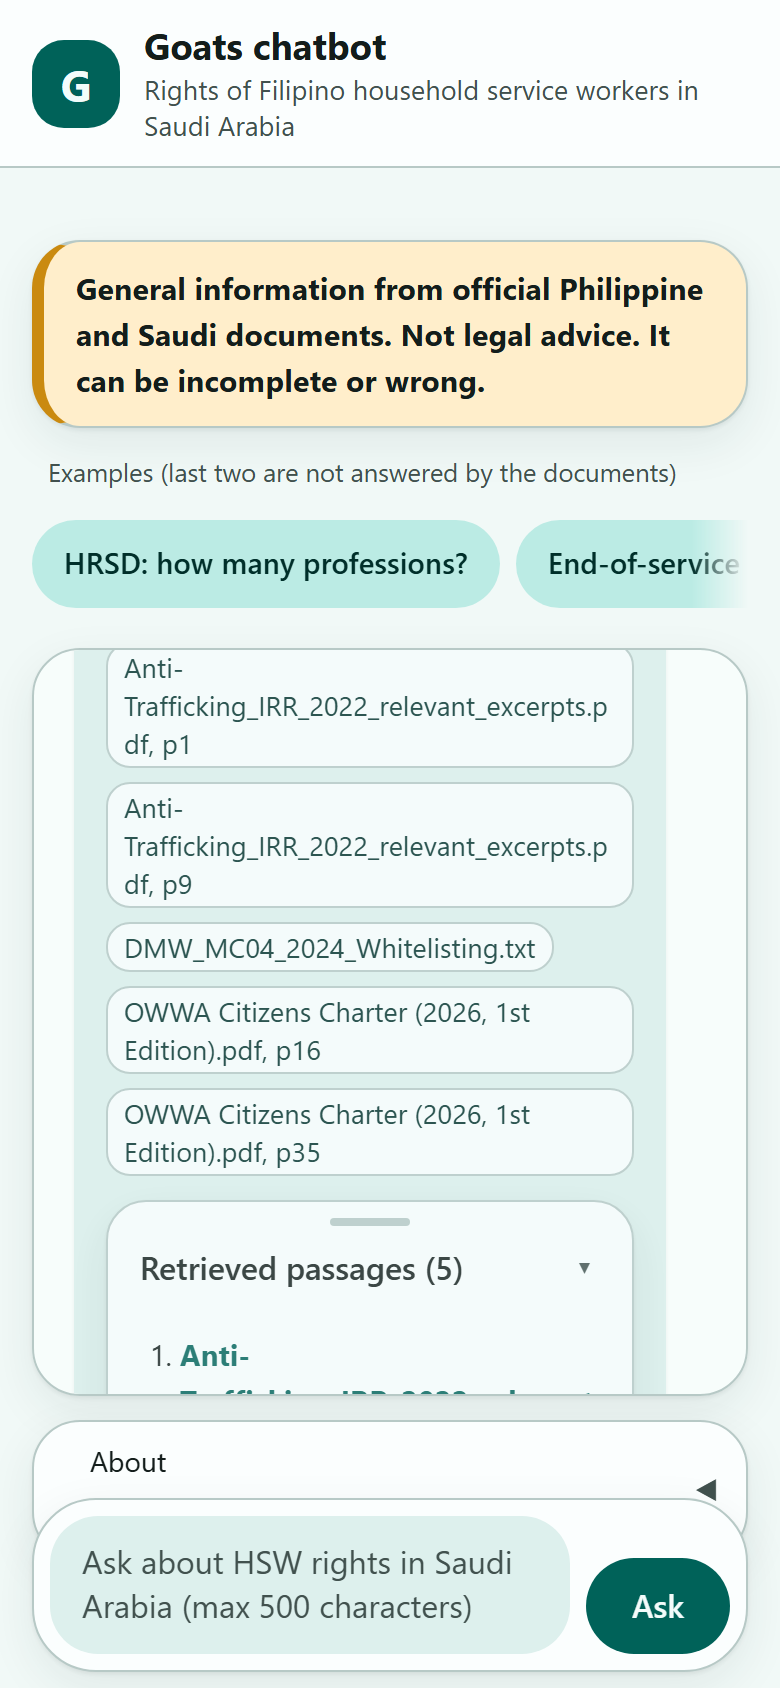 G
Goats chatbot
Rights of Filipino household service workers in
Saudi Arabia
General information from official Philippine
and Saudi documents. Not legal advice. It
can be incomplete or wrong.
Examples (last two are not answered by the documents)
HRSD: how many professions?
End-of-service
Anti-
Trafficking_IRR_2022_relevant_excerpts.p
df, p1
Anti-
Trafficking_IRR_2022_relevant_excerpts.p
df, p9
DMW_MC04_2024_Whitelisting.txt
OWWA Citizens Charter (2026, 1st
Edition).pdf, p16
OWWA Citizens Charter (2026, 1st
Edition).pdf, p35
Retrieved passages (5)
1. Anti-
About
Ask about HSW rights in Saudi
Arabia (max 500 characters)
Ask